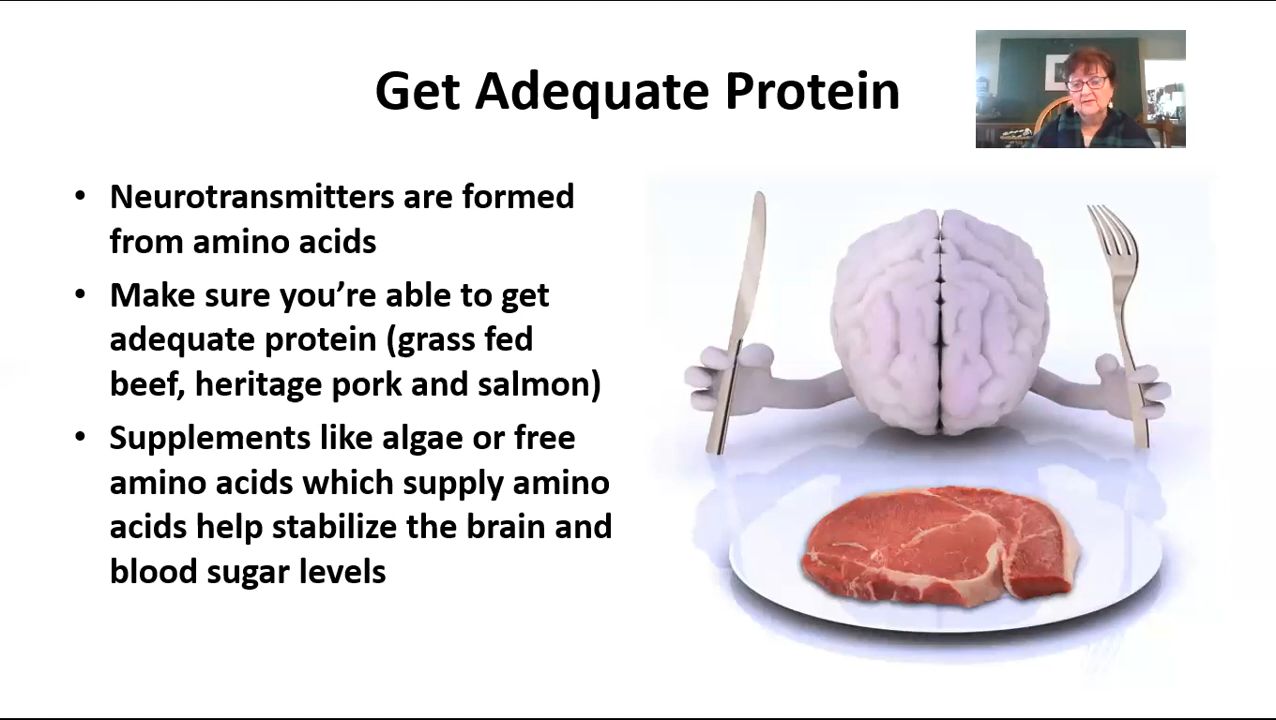 Get Adequate Protein
• Neurotransmitters are formed
from amino acids
• Make sure you’re able to get
adequate protein (grass fed
beef, heritage pork and salmon)
• Supplements like algae or free
amino acids which supply amino
acids help stabilize the brain and
blood sugar levels